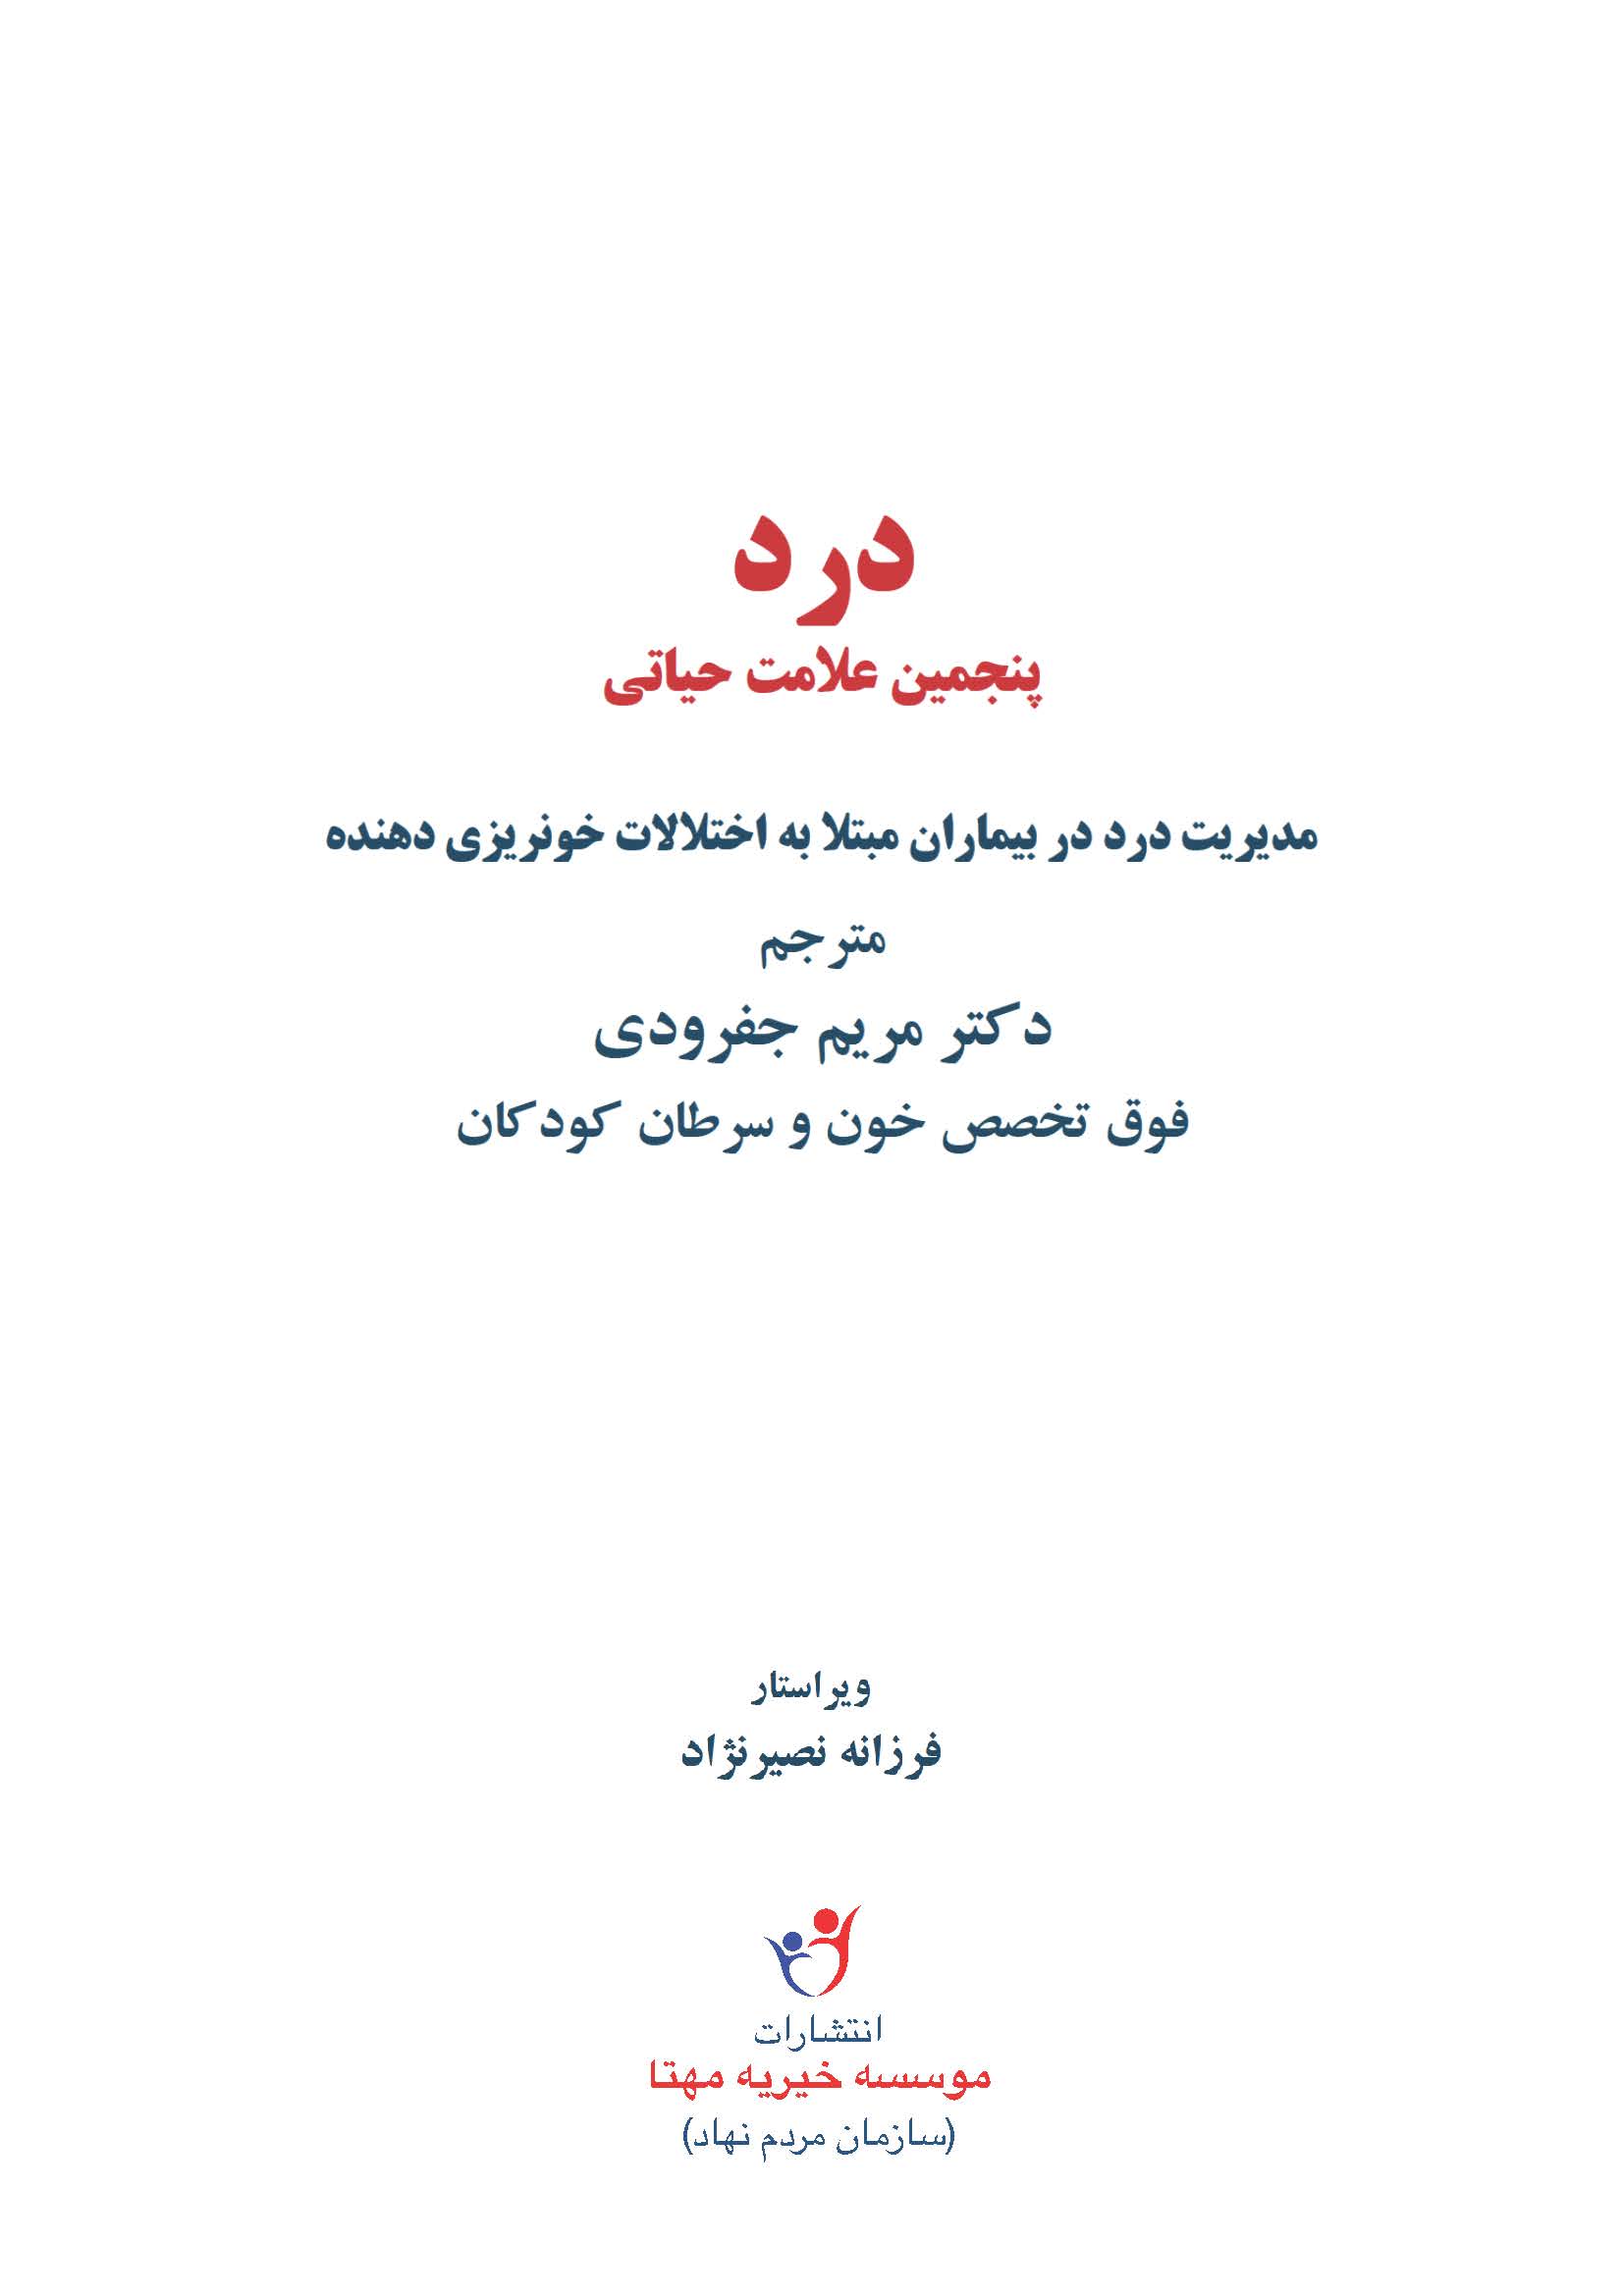 درد
پنجمین علامت حیاتی
مدیریت درد در بیماران مبتلا به اختلالات خونریزی دهنده
مترجم
دکتر مریم جفرودی
فوق تخصص خون و سرطان کودکان
ویراستار
فرزانه نصیرنژاد
انتشارات
موسسه خیریه مهتا
(سازمان مردم نهاد)